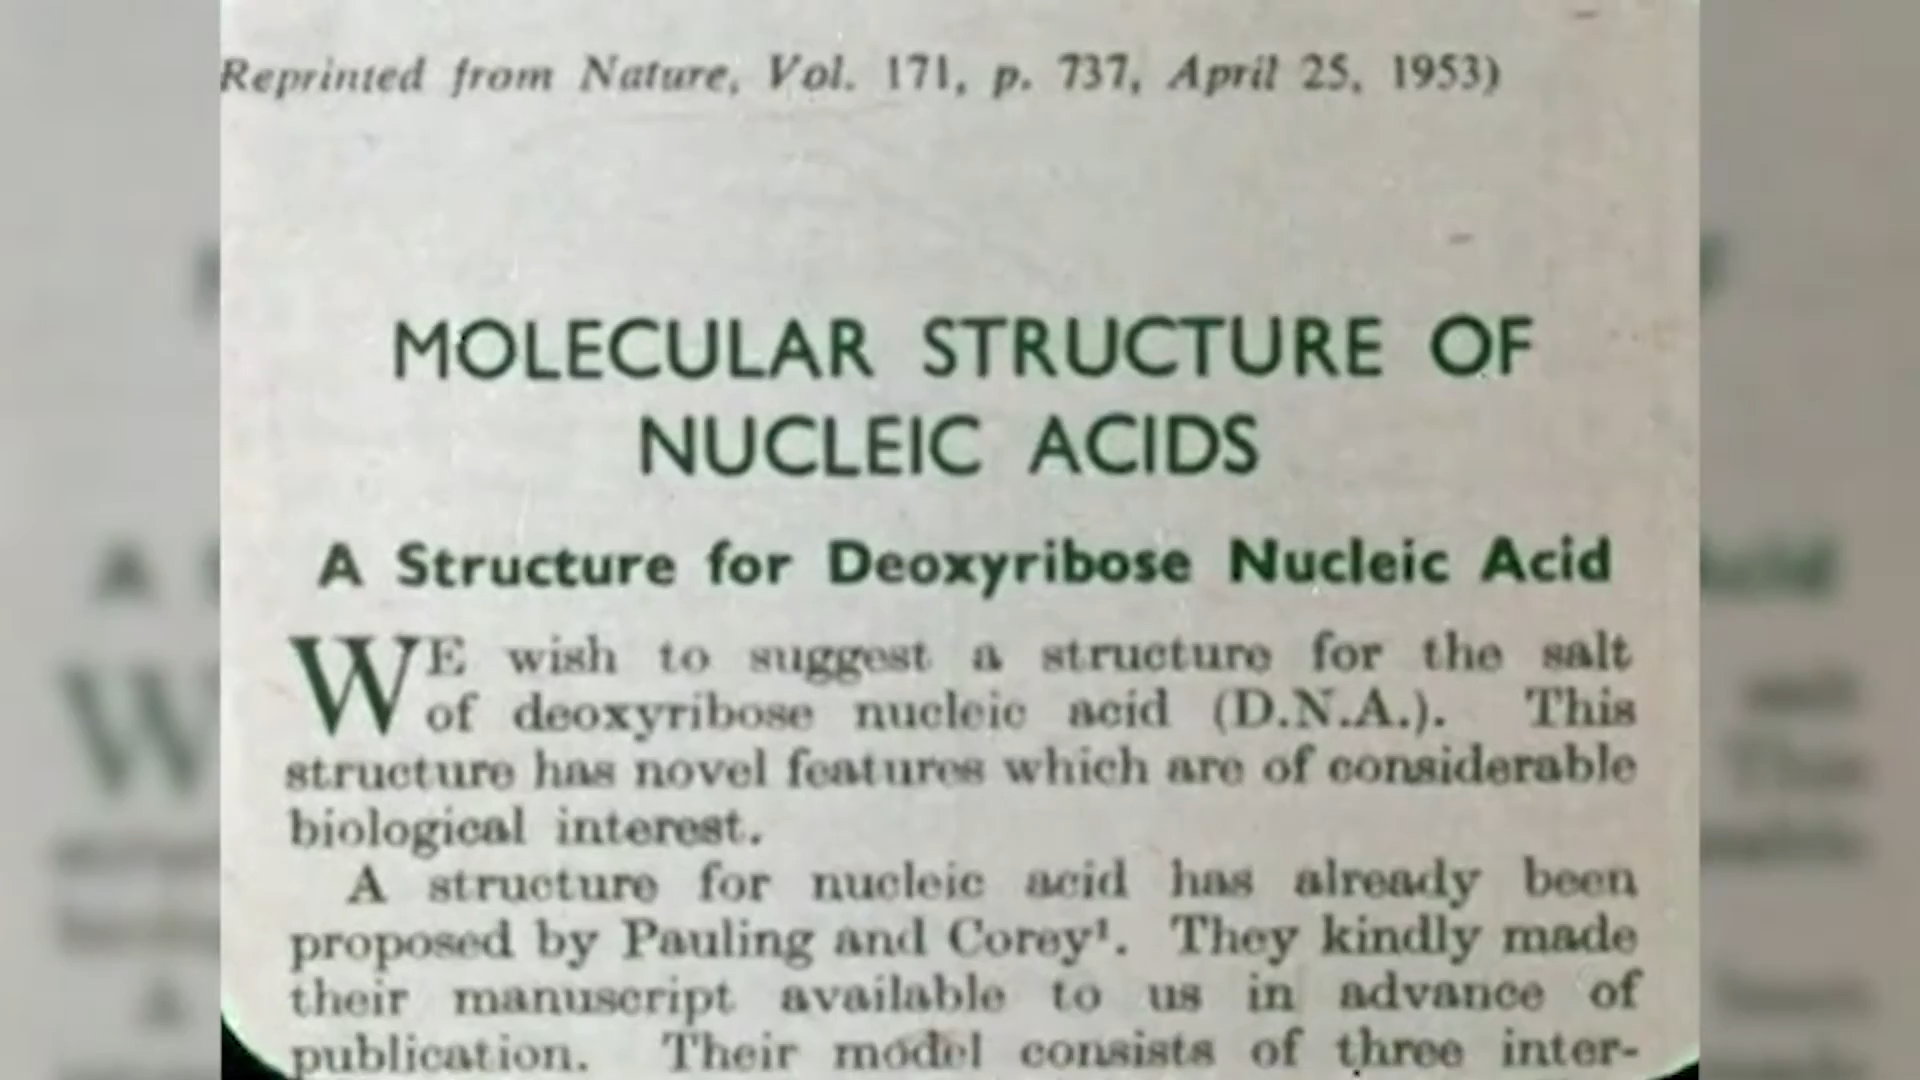 Reprinted from Nature, Vol. 171, p. 737, April 25, 1953)
MOLECULAR STRUCTURE OF
NUCLEIC ACIDS
A Structure for Deoxyribose Nucleic Acid
WE wish to suggest a structure for the salt
of deoxyribose nucleic acid (D.N.A.). This
structure has novel features which are of considerable
biological interest.
A structure for nucleic acid has already been
proposed by Pauling and Corey¹. They kindly made
their manuscript available to us in advance of
publication. Their model consists of three inter-